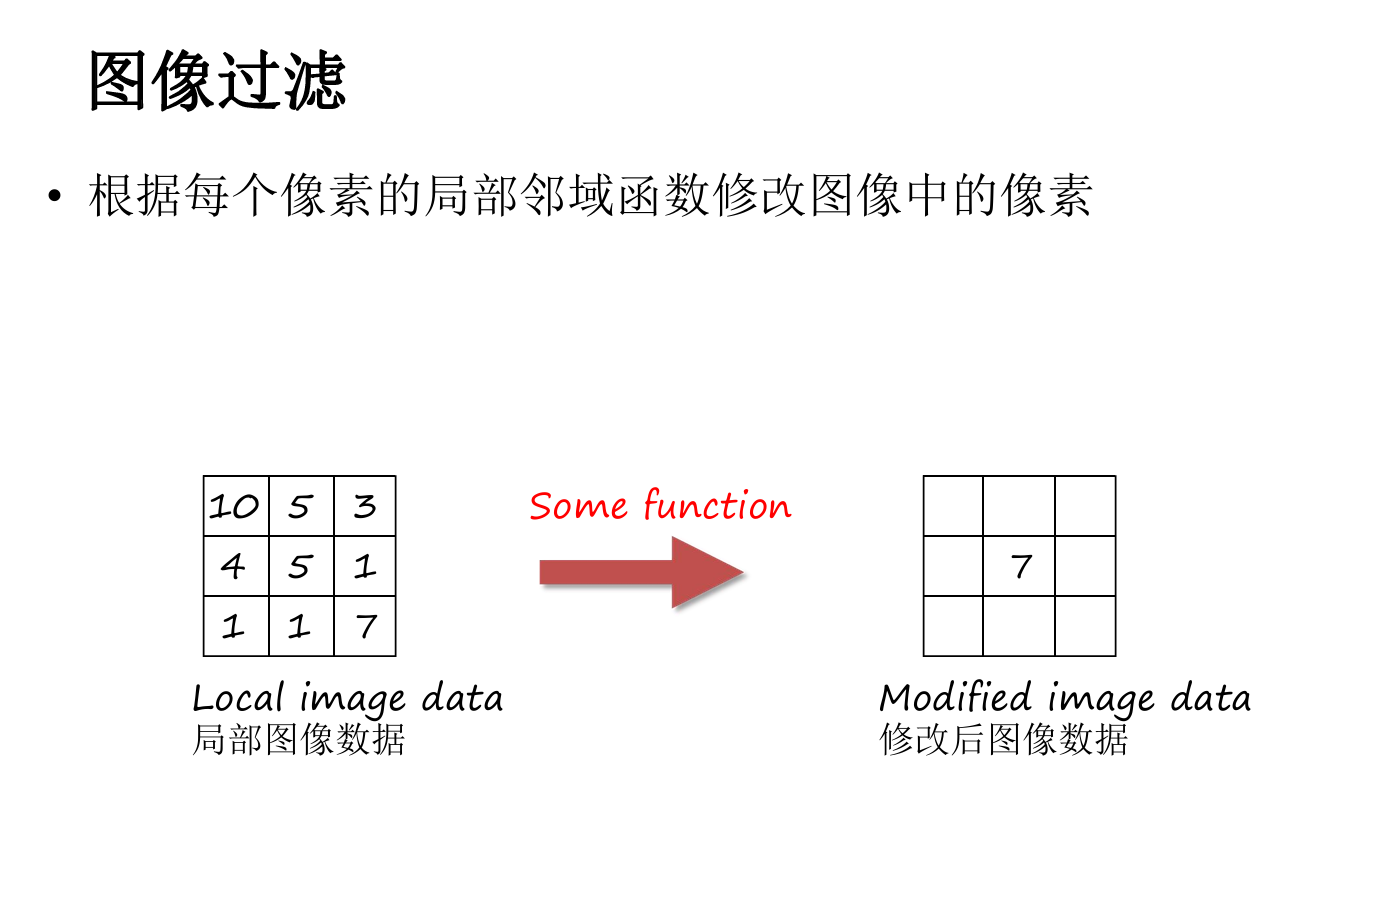 图像过滤
• 根据每个像素的局部邻域函数修改图像中的像素
Some function
10 5 3
4 5 1
1 1 7
7
Local image data
局部图像数据
Modified image data
修改后图像数据